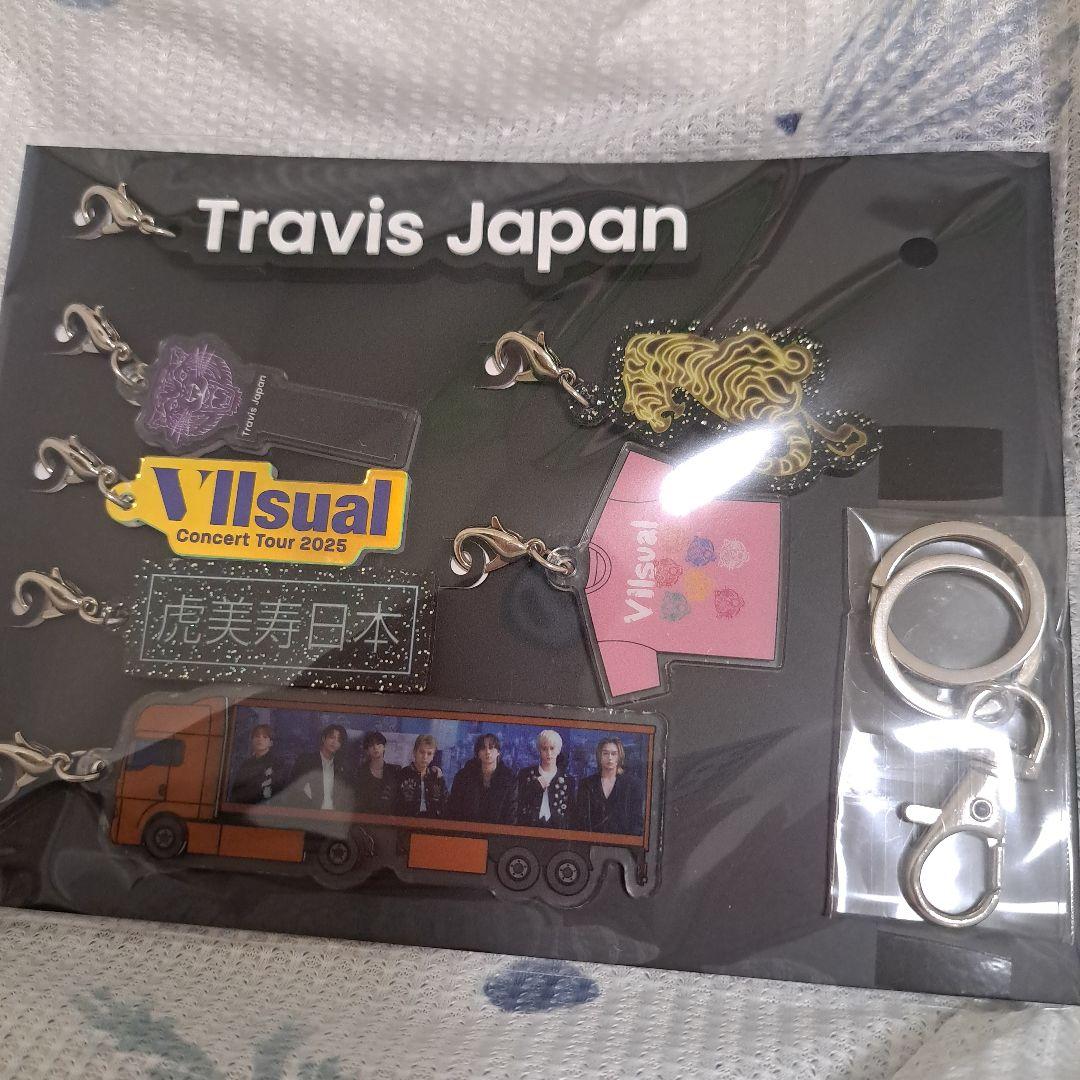 Travis Japan
Travis Japan
VIIsual
Concert Tour 2025
VIIsual
虎美寿日本